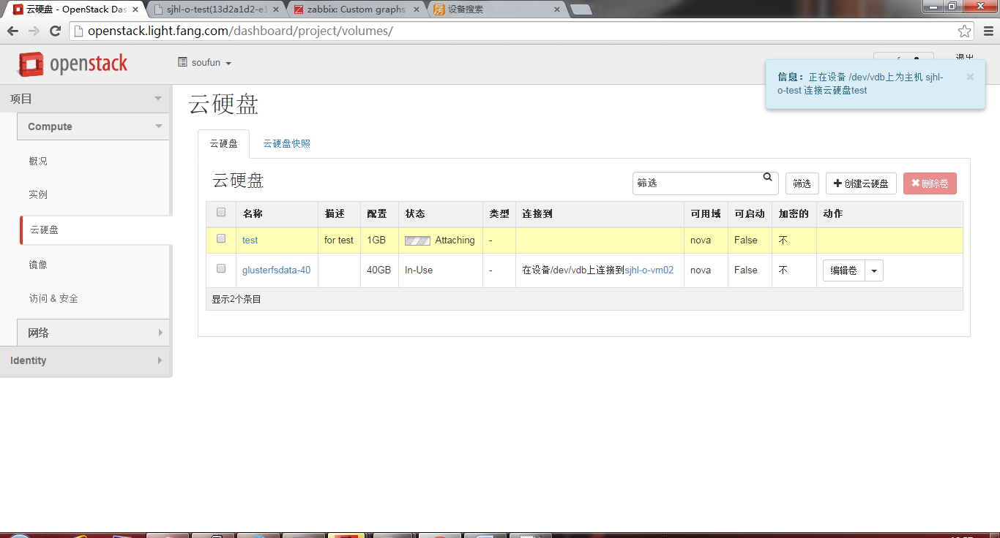 云硬盘 - OpenStack Das
sjhl-o-test(13d2a1d2-e1
zabbix: Custom graphs
设备搜索
openstack.light.fang.com/dashboard/project/volumes/
openstack
soufun
退出
信息：正在设备 /dev/vdb上为主机 sjhl-
o-test 连接云硬盘test
项目
Compute
概况
实例
云硬盘
镜像
访问 & 安全
网络
Identity
云硬盘
云硬盘 云硬盘快照
云硬盘
筛选 筛选 创建云硬盘 删除卷
名称 描述 配置 状态 类型 连接到 可用域 可启动 加密的 动作
test for test 1GB Attaching - nova False 不
glusterfsdata-40 40GB In-Use - 在设备/dev/vdb上连接到sjhl-o-vm02 nova False 不 编辑卷
显示2个条目